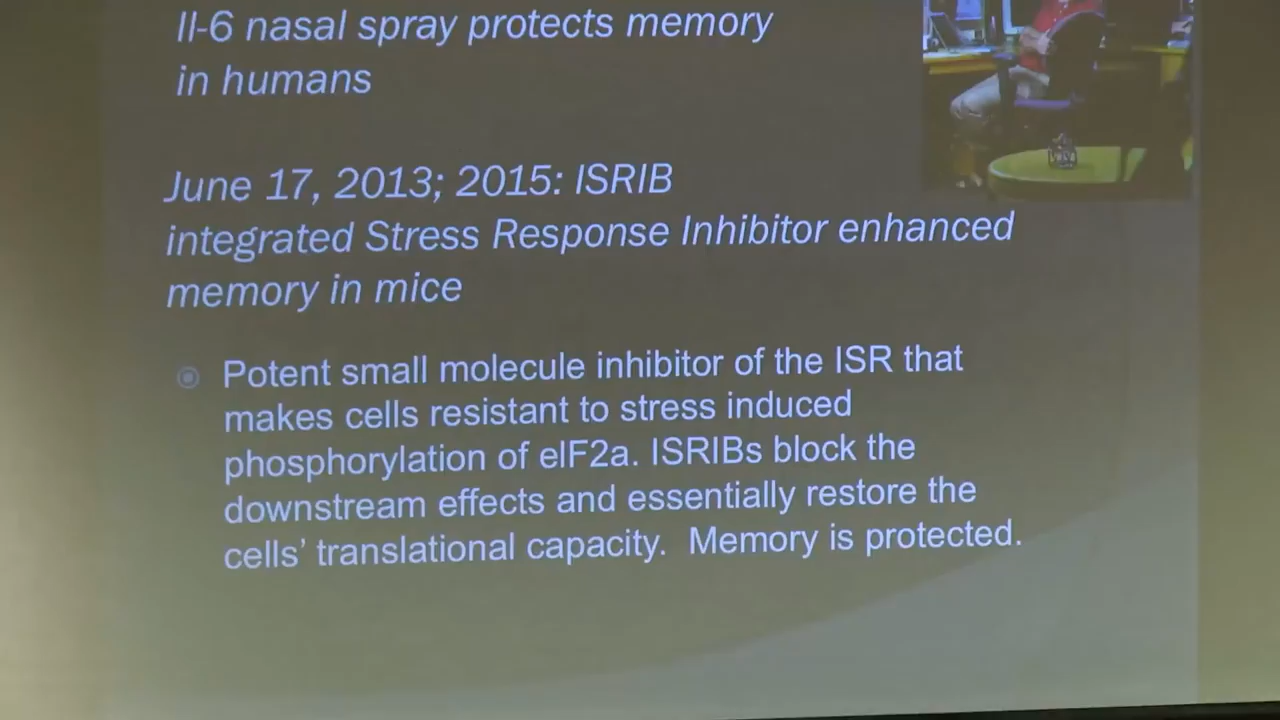 Il-6 nasal spray protects memory
in humans
June 17, 2013; 2015: ISRIB
integrated Stress Response Inhibitor enhanced
memory in mice
Potent small molecule inhibitor of the ISR that
makes cells resistant to stress induced
phosphorylation of eIF2a. ISRIBs block the
downstream effects and essentially restore the
cells’ translational capacity.  Memory is protected.